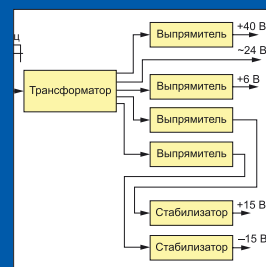 ц
Выпрямитель
+40 В
~24 В
Трансформатор
Выпрямитель
+6 В
Выпрямитель
Выпрямитель
Стабилизатор
+15 В
Стабилизатор
–15 В